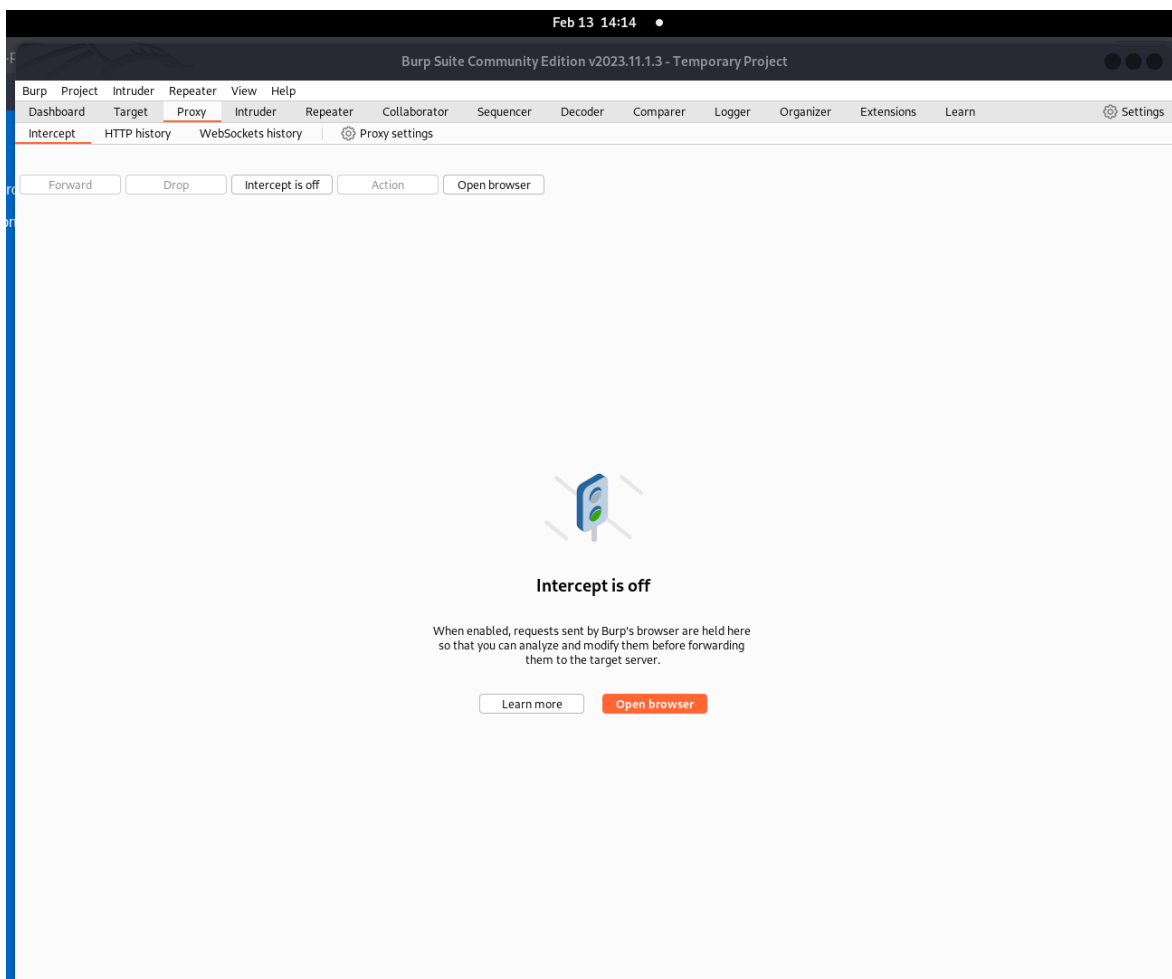 Feb 13 14:14
Burp Suite Community Edition v2023.11.1.3 - Temporary Project
Burp Project Intruder Repeater View Help
Dashboard Target Proxy Intruder Repeater Collaborator Sequencer Decoder Comparer Logger Organizer Extensions Learn Settings
Intercept HTTP history WebSockets history Proxy settings
Forward Drop Intercept is off Action Open browser
Intercept is off
When enabled, requests sent by Burp's browser are held here
so that you can analyze and modify them before forwarding
them to the target server.
Learn more Open browser